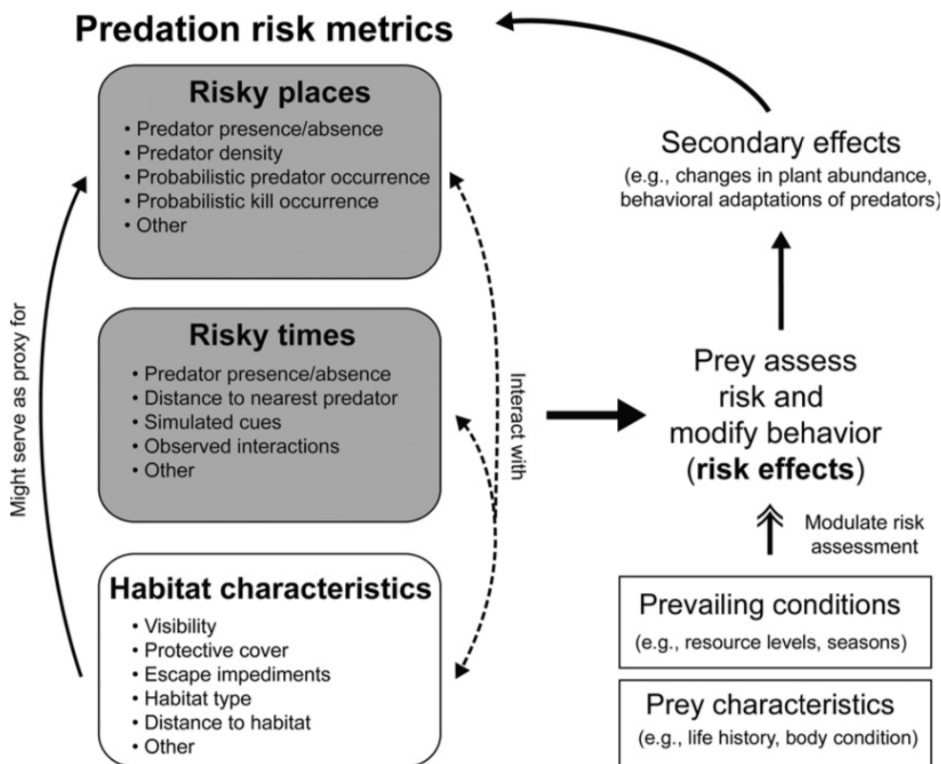 Predation risk metrics
Risky places
• Predator presence/absence
• Predator density
• Probabilistic predator occurrence
• Probabilistic kill occurrence
• Other
Risky times
• Predator presence/absence
• Distance to nearest predator
• Simulated cues
• Observed interactions
• Other
Habitat characteristics
• Visibility
• Protective cover
• Escape impediments
• Habitat type
• Distance to habitat
• Other
Might serve as proxy for
Interact with
Secondary effects
(e.g., changes in plant abundance,
behavioral adaptations of predators)
Prey assess
risk and
modify behavior
(risk effects)
Modulate risk
assessment
Prevailing conditions
(e.g., resource levels, seasons)
Prey characteristics
(e.g., life history, body condition)